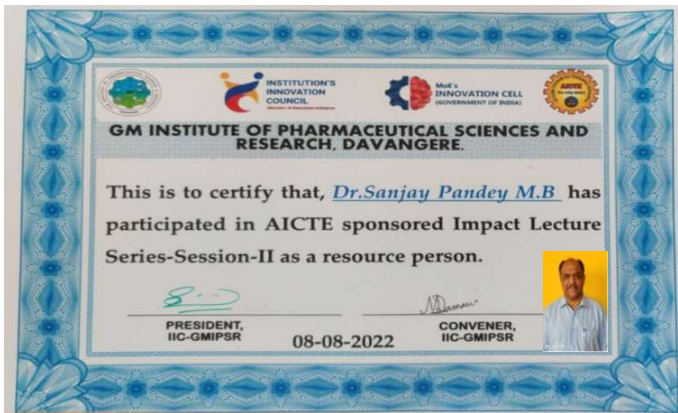 INSTITUTION'S
INNOVATION
COUNCIL
MoE's
INNOVATION CELL
(GOVERNMENT OF INDIA)
AICTE
GM INSTITUTE OF PHARMACEUTICAL SCIENCES AND
RESEARCH, DAVANGERE.
This is to certify that, Dr.Sanjay Pandey M.B has
participated in AICTE sponsored Impact Lecture
Series-Session-II as a resource person.
PRESIDENT,
IIC-GMIPSR
08-08-2022
CONVENER,
IIC-GMIPSR